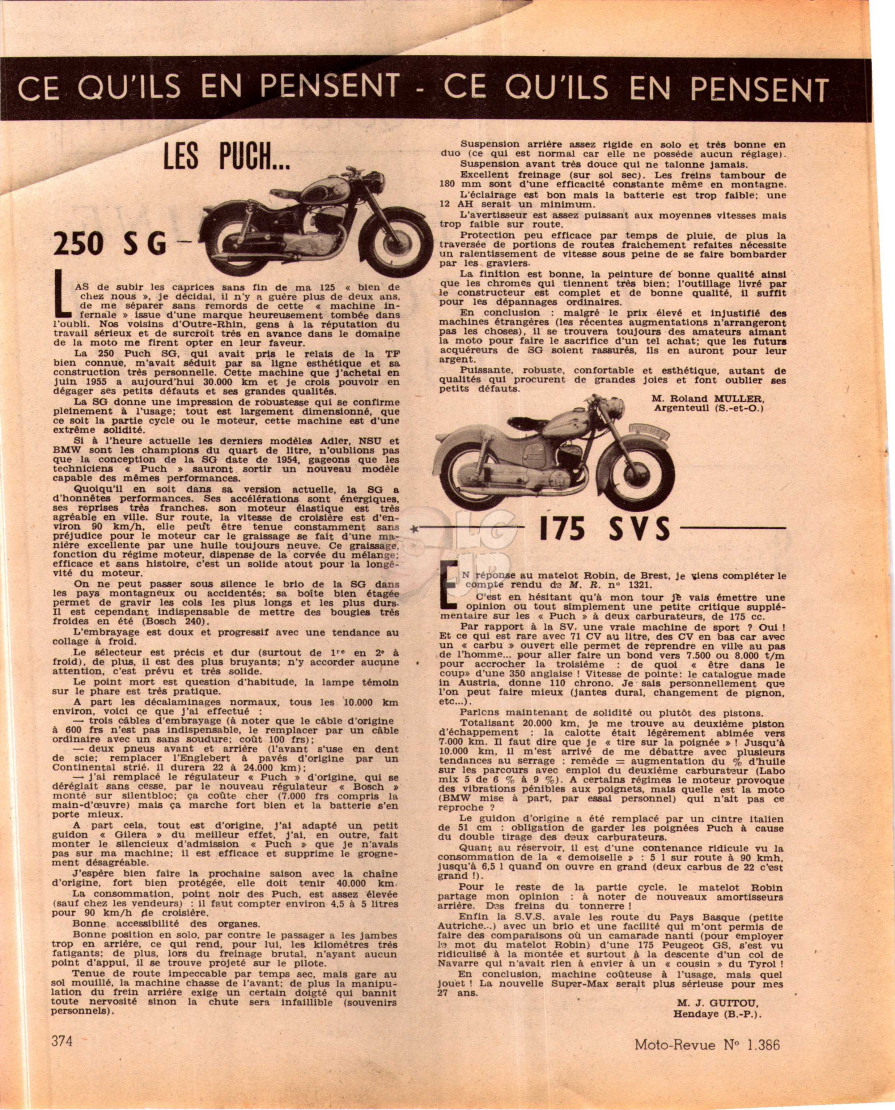 CE QU'ILS EN PENSENT - CE QU'ILS EN PENSENT
LES PUCH...
250 SG
LAS de subir les caprices sans fin de ma 125 « bien de
chez nous », je décidai, il n'y a guère plus de deux ans,
de me séparer sans remords de cette « machine in-
fernale » issue d'une marque heureusement tombée dans
l'oubli. Nos voisins d'Outre-Rhin, gens à la réputation du
travail sérieux et de surcroît très en avance dans le domaine
de la moto me firent opter en leur faveur.
La 250 Puch SG, qui avait pris le relais de la TF
bien connue, m'avait séduit par sa ligne esthétique et sa
construction très personnelle. Cette machine que j'achetai en
juin 1955 a aujourd'hui 30.000 km et je crois pouvoir en
dégager ses petits défauts et ses grandes qualités.
La SG donne une impression de robustesse qui se confirme
pleinement à l'usage; tout est largement dimensionné, que
ce soit la partie cycle ou le moteur, cette machine est d'une
extrême solidité.
Si à l'heure actuelle les derniers modèles Adler, NSU et
BMW sont les champions du quart de litre, n'oublions pas
que la conception de la SG date de 1954, gageons que les
techniciens « Puch » sauront sortir un nouveau modèle
capable des mêmes performances.
Quoiqu'il en soit dans sa version actuelle, la SG a
d'honnêtes performances. Ses accélérations sont énergiques,
ses reprises très franches, son moteur élastique est très
agréable en ville. Sur route, la vitesse de croisière est d'en-
viron 90 km/h, elle peut être tenue constamment sans
préjudice pour le moteur car le graissage se fait d'une ma-
nière excellente par une huile toujours neuve. Ce graissage,
fonction du régime moteur, dispense de la corvée du mélange;
efficace et sans histoire, c'est un solide atout pour la longé-
vité du moteur.
On ne peut passer sous silence le brio de la SG dans
les pays montagneux ou accidentés; sa boîte bien étagée
permet de gravir les cols les plus longs et les plus durs.
Il est cependant indispensable de mettre des bougies très
froides en été (Bosch 240).
L'embrayage est doux et progressif avec une tendance au
collage à froid.
Le sélecteur est précis et dur (surtout de 1re en 2e à
froid), de plus, il est des plus bruyants; n'y accorder aucune
attention, c'est prévu et très solide.
Le point mort est question d'habitude, la lampe témoin
sur le phare est très pratique.
A part les décalaminages normaux, tous les 10.000 km
environ, voici ce que j'ai effectué :
— trois câbles d'embrayage (à noter que le câble d'origine
à 600 frs n'est pas indispensable, le remplacer par un câble
ordinaire avec un sans soudure; coût 100 frs);
— deux pneus avant et arrière (l'avant s'use en dent
de scie; remplacer l'Englebert à pavés d'origine par un
Continental strié, il durera 22 à 24.000 km);
— j'ai remplacé le régulateur « Puch » d'origine, qui se
dérégiait sans cesse, par le nouveau régulateur « Bosch »
monté sur silentbloc; ça coûte cher (7.000 frs compris la
main-d'œuvre) mais ça marche fort bien et la batterie s'en
porte mieux.
A part cela, tout est d'origine, j'ai adapté un petit
guidon « Gilera » du meilleur effet, j'ai, en outre, fait
monter le silencieux d'admission « Puch » que je n'avais
pas sur ma machine; il est efficace et supprime le grogne-
ment désagréable.
J'espère bien faire la prochaine saison avec la chaîne
d'origine, fort bien protégée, elle doit tenir 40.000 km.
La consommation, point noir des Puch, est assez élevée
(sauf chez les vendeurs) : il faut compter environ 4,5 à 5 litres
pour 90 km/h de croisière.
Bonne accessibilité des organes.
Bonne position en solo, par contre le passager a les jambes
trop en arrière, ce qui rend, pour lui, les kilomètres très
fatigants; de plus, lors du freinage brutal, n'ayant aucun
point d'appui, il se trouve projeté sur le pilote.
Tenue de route impeccable par temps sec, mais gare au
sol mouillé, la machine chasse de l'avant; de plus la manipu-
lation du frein arrière exige un certain doigté qui bannit
toute nervosité sinon la chute sera infaillible (souvenirs
personnels).
Suspension arrière assez rigide en solo et très bonne en
duo (ce qui est normal car elle ne possède aucun réglage).
Suspension avant très douce qui ne talonne jamais.
Excellent freinage (sur sol sec). Les freins tambour de
180 mm sont d'une efficacité constante même en montagne.
L'éclairage est bon mais la batterie est trop faible; une
12 AH serait un minimum.
L'avertisseur est assez puissant aux moyennes vitesses mais
trop faible sur route.
Protection peu efficace par temps de pluie, de plus la
traversée de portions de routes fraichement refaites nécessite
un ralentissement de vitesse sous peine de se faire bombarder
par les graviers.
La finition est bonne, la peinture de bonne qualité ainsi
que les chromes qui tiennent très bien; l'outillage livré par
le constructeur est complet et de bonne qualité, il suffit
pour les dépannages ordinaires.
En conclusion : malgré le prix élevé et injustifié des
machines étrangères (les récentes augmentations n'arrangeront
pas les choses), il se trouvera toujours des amateurs aimant
la moto pour faire le sacrifice d'un tel achat; que les futurs
acquéreurs de SG soient rassurés, ils en auront pour leur
argent.
Puissante, robuste, confortable et esthétique, autant de
qualités qui procurent de grandes joies et font oublier ses
petits défauts.
M. Roland MULLER,
Argenteuil (S.-et-O.)
175 SVS
EN réponse au matelot Robin, de Brest, je viens compléter le
compte rendu de M. R. n° 1321.
C'est en hésitant qu'à mon tour je vais émettre une
opinion ou tout simplement une petite critique supplé-
mentaire sur les « Puch » à deux carburateurs, de 175 cc.
Par rapport à la SV, une vraie machine de sport ? Oui !
Et ce qui est rare avec 71 CV au litre, des CV en bas car avec
un « carbu » ouvert elle permet de reprendre en ville au pas
de l'homme... pour aller faire un bond vers 7.500 ou 8.000 t/m
pour accrocher la troisième : de quoi « être dans le
coup» d'une 350 anglaise ! Vitesse de pointe: le catalogue made
in Austria, donne 110 chrono. Je sais personnellement que
l'on peut faire mieux (jantes dural, changement de pignon,
etc...).
Parlons maintenant de solidité ou plutôt des pistons.
Totalisant 20.000 km, je me trouve au deuxième piston
d'échappement : la calotte était légèrement abimée vers
7.000 km. Il faut dire que je « tire sur la poignée » ! Jusqu'à
10.000 km, il m'est arrivé de me débattre avec plusieurs
tendances au serrage : remède = augmentation du % d'huile
sur les parcours avec emploi du deuxième carburateur (Labo
mix 5 de 6 % à 9 %). A certains régimes le moteur provoque
des vibrations pénibles aux poignets, mais quelle est la moto
(BMW mise à part, par essai personnel) qui n'ait pas ce
reproche ?
Le guidon d'origine a été remplacé par un cintre italien
de 51 cm : obligation de garder les poignées Puch à cause
du double tirage des deux carburateurs.
Quant au réservoir, il est d'une contenance ridicule vu la
consommation de la « demoiselle » : 5 l sur route à 90 kmh,
jusqu'à 6,5 l quand on ouvre en grand (deux carbus de 22 c'est
grand !).
Pour le reste de la partie cycle, le matelot Robin
partage mon opinion : à noter de nouveaux amortisseurs
arrière. Des freins du tonnerre !
Enfin la S.V.S. avale les route du Pays Basque (petite
Autriche...) avec un brio et une facilité qui m'ont permis de
faire des comparaisons où un camarade nanti (pour employer
le mot du matelot Robin) d'une 175 Peugeot GS, s'est vu
ridiculisé à la montée et surtout à la descente d'un col de
Navarre qui n'avait rien à envier à un « cousin » du Tyrol !
En conclusion, machine coûteuse à l'usage, mais quel
jouet ! La nouvelle Super-Max serait plus sérieuse pour mes
27 ans.
M. J. GUITOU,
Hendaye (B.-P.).
374
Moto-Revue N° 1.386